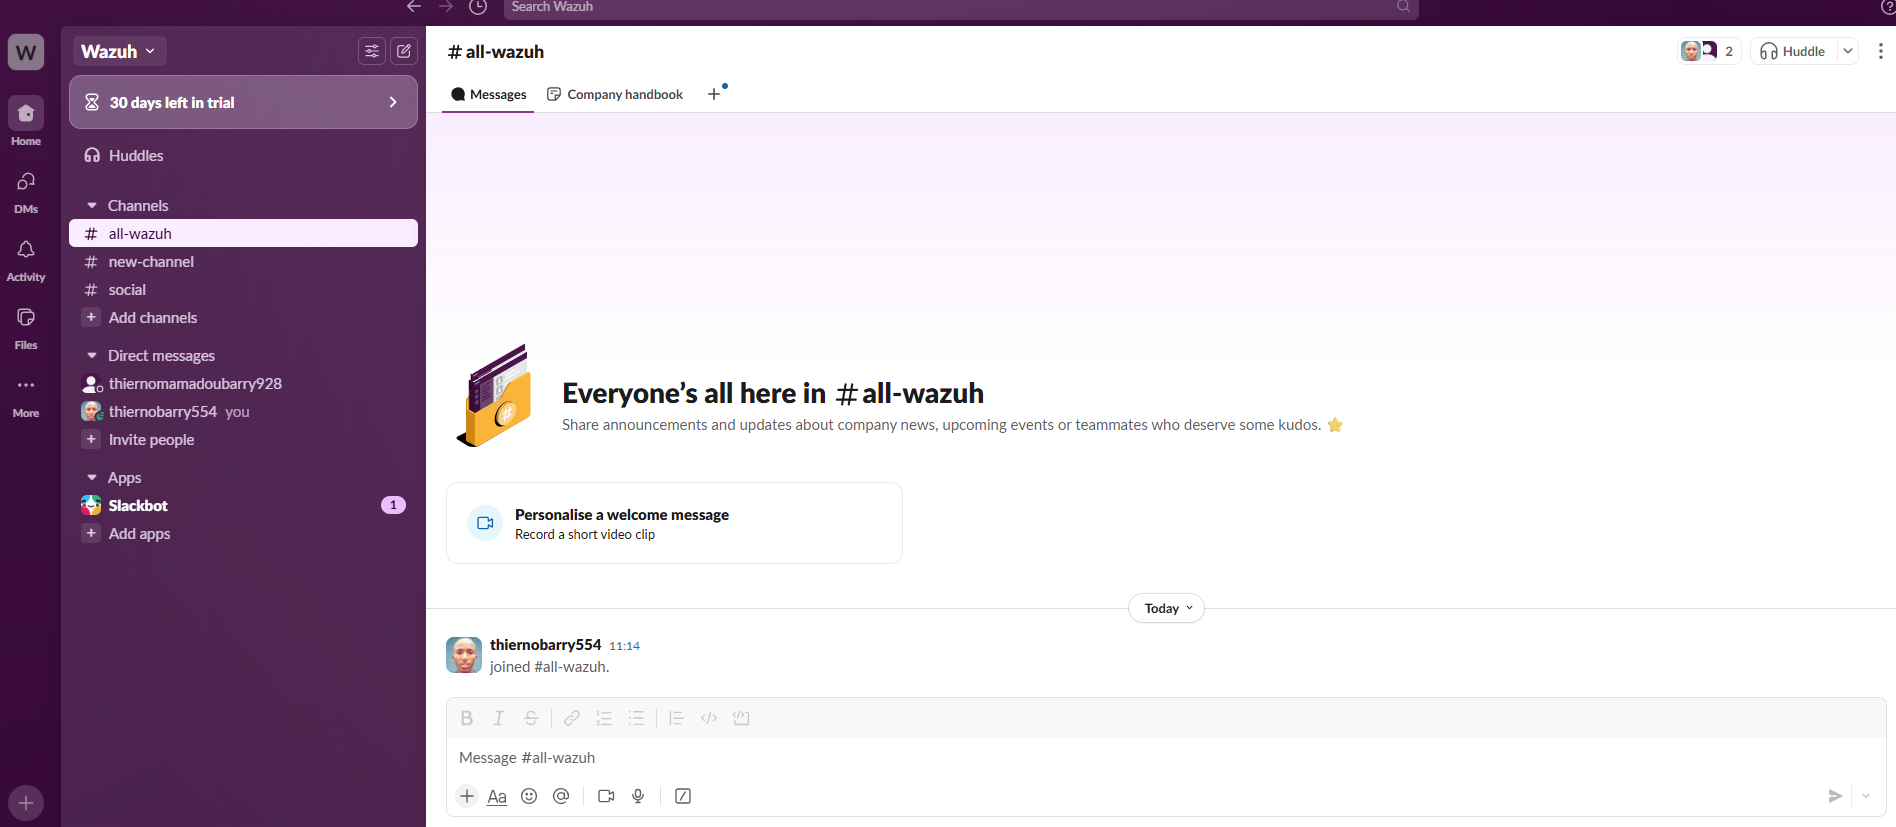 Search Wazuh
W
Home
DMs
Activity
Files
More
Wazuh
30 days left in trial
Huddles
Channels
# all-wazuh
# new-channel
# social
+ Add channels
Direct messages
thiernomamadoubarry928
thiernobarry554 you
+ Invite people
Apps
Slackbot 1
+ Add apps
# all-wazuh
2
Huddle
Messages
Company handbook
+
Everyone’s all here in # all-wazuh
Share announcements and updates about company news, upcoming events or teammates who deserve some kudos. ⭐
Personalise a welcome message
Record a short video clip
Today
thiernobarry554 11:14
joined #all-wazuh.
B I S
Message #all-wazuh
+ Aa @